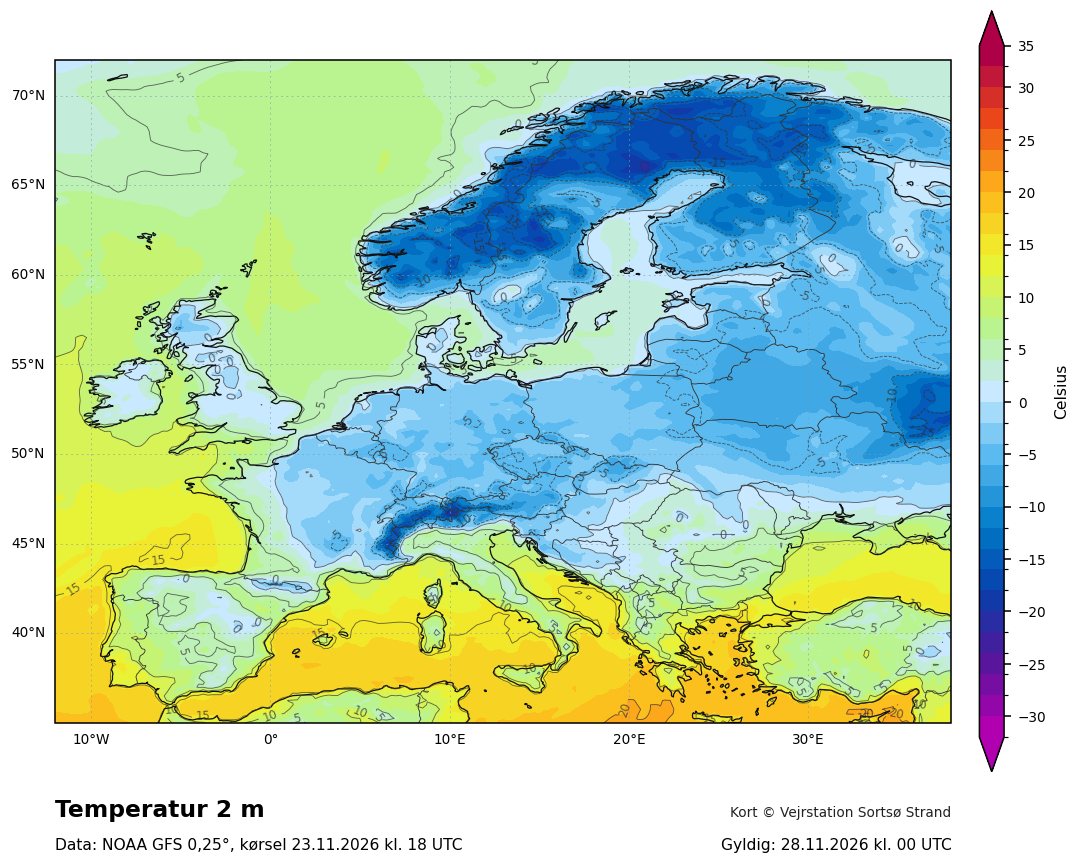 70°N
65°N
60°N
55°N
50°N
45°N
40°N
10°W
0°
10°E
20°E
30°E
35
30
25
20
15
10
5
0
−5
−10
−15
−20
−25
−30
Celsius
Temperatur 2 m
Kort © Vejrstation Sortsø Strand
Data: NOAA GFS 0,25°, kørsel 23.11.2026 kl. 18 UTC
Gyldig: 28.11.2026 kl. 00 UTC